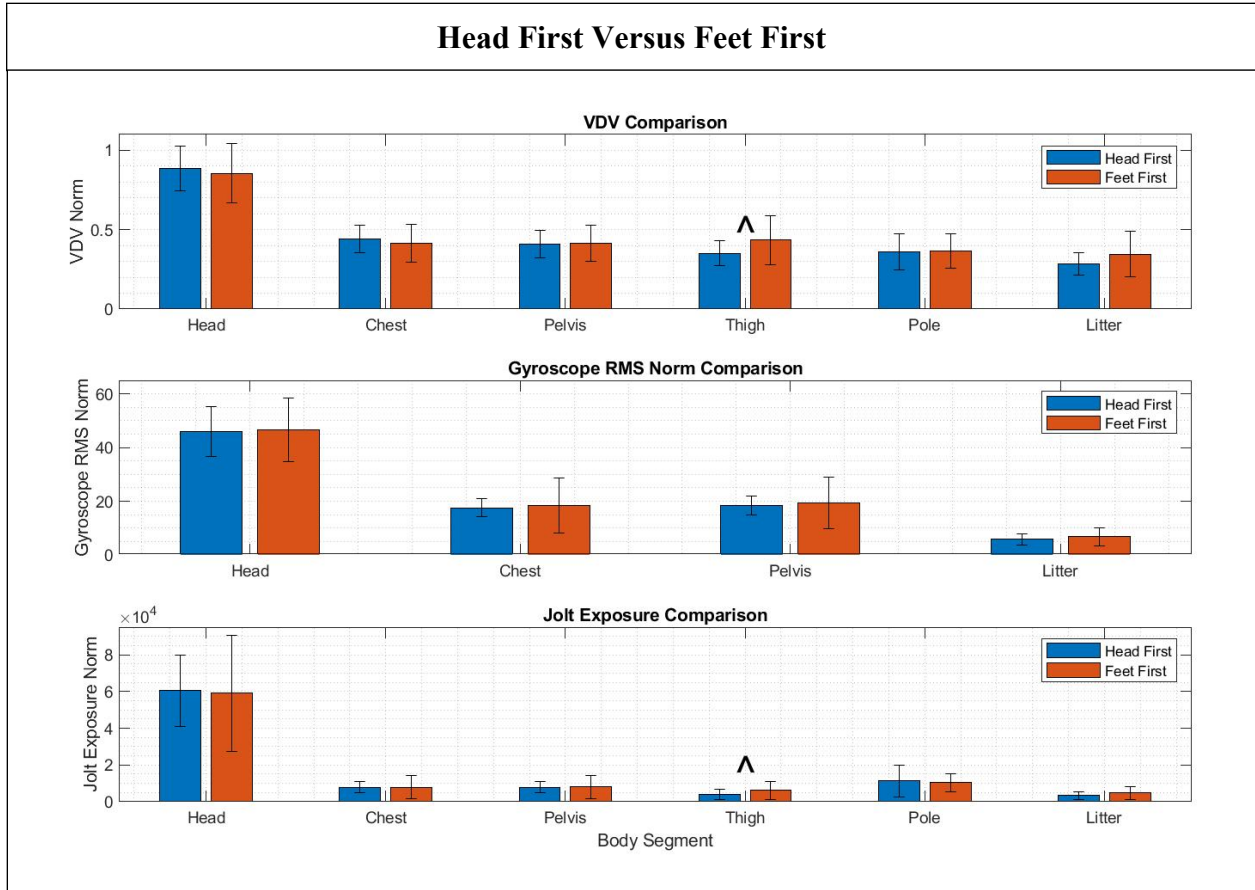 Head First Versus Feet First
VDV Comparison
VDV Norm
1
0.5
0
^
Head First
Feet First
Head Chest Pelvis Thigh Pole Litter
Gyroscope RMS Norm Comparison
Gyroscope RMS Norm
60
40
20
0
Head First
Feet First
Head Chest Pelvis Litter
Jolt Exposure Comparison
×10^4
Jolt Exposure Norm
8
6
4
2
0
^
Head First
Feet First
Head Chest Pelvis Thigh Pole Litter
Body Segment